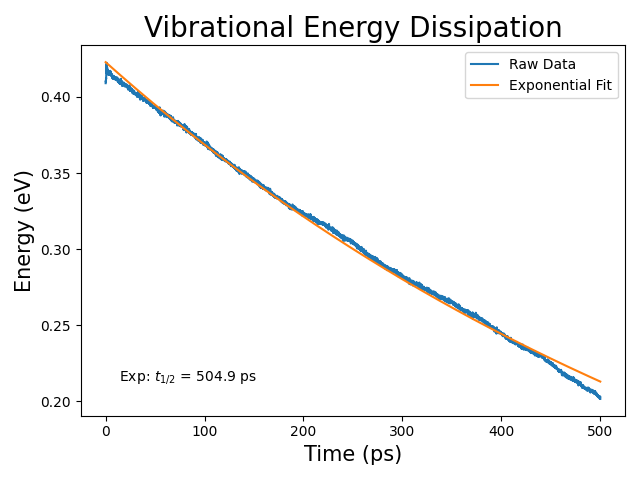 Vibrational Energy Dissipation
Raw Data
Exponential Fit
Energy (eV)
0.40
0.35
0.30
0.25
0.20
Exp: t1/2 = 504.9 ps
0 100 200 300 400 500
Time (ps)